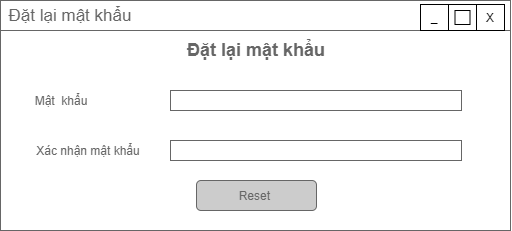 Đặt lại mật khẩu
_ X
Đặt lại mật khẩu
Mật  khẩu
Xác nhận mật khẩu
Reset